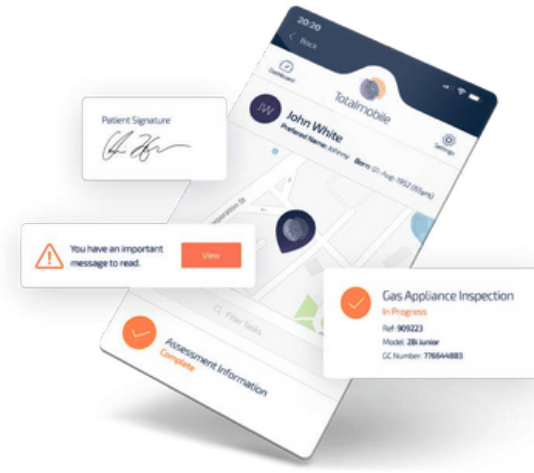 20:20
Back
Dashboard
Totalmobile
Settings
JW
John White
Preferred Name: Johnny Born: 01-Aug-1952 (69yrs)
Patient Signature
orporation St
You have an important
message to read.
View
Filter Tasks
Assessment Information
Complete
Gas Appliance Inspection
In Progress
Ref: 909223
Model: 28i Junior
GC Number: 776644883